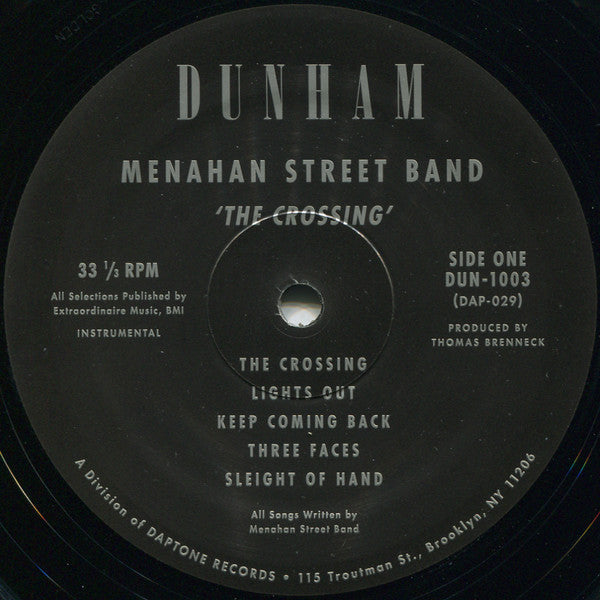 DUNHAM
MENAHAN STREET BAND
‘THE CROSSING’
33 ⅓ RPM
All Selections Published by
Extraordinaire Music, BMI
INSTRUMENTAL
SIDE ONE
DUN-1003
(DAP-029)
PRODUCED BY
THOMAS BRENNECK
THE CROSSING
LIGHTS OUT
KEEP COMING BACK
THREE FACES
SLEIGHT OF HAND
All Songs Written by
Menahan Street Band
A Division of DAPTONE RECORDS • 115 Troutman St., Brooklyn, NY 11206